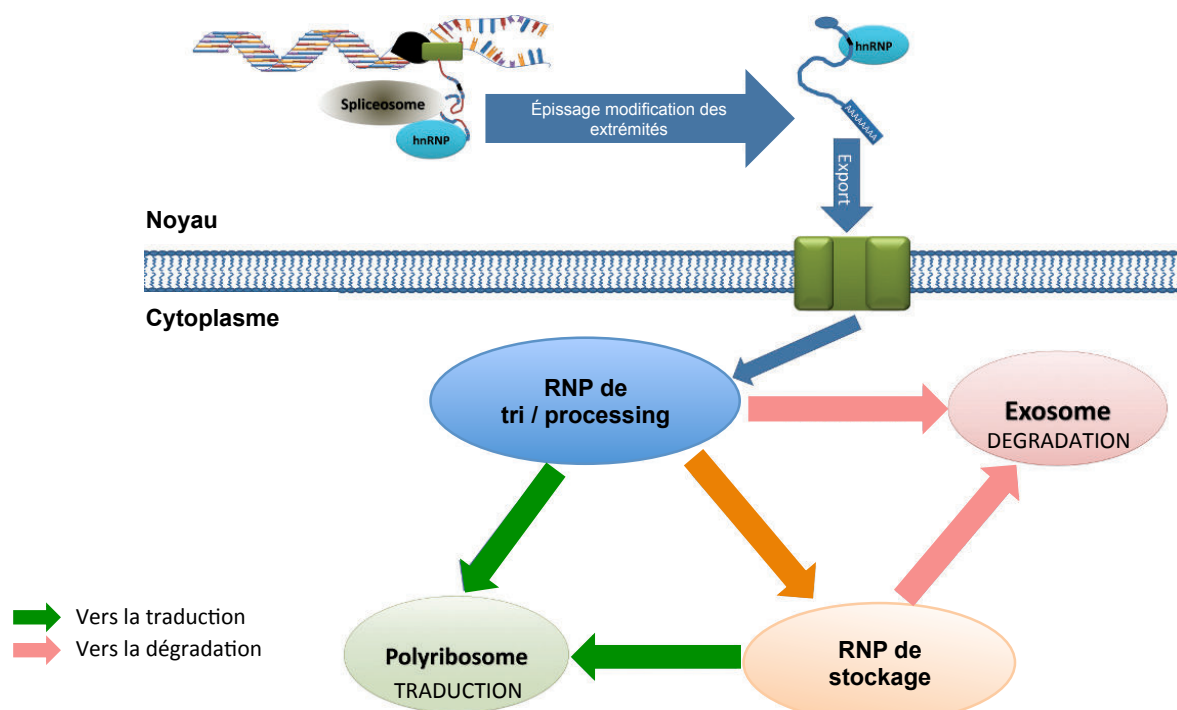 hnRNP
Spliceosome
hnRNP
Épissage modification des
extrémités
AAAAAAAA
Export
Noyau
Cytoplasme
RNP de
tri / processing
Exosome
DEGRADATION
Vers la traduction
Vers la dégradation
Polyribosome
TRADUCTION
RNP de
stockage